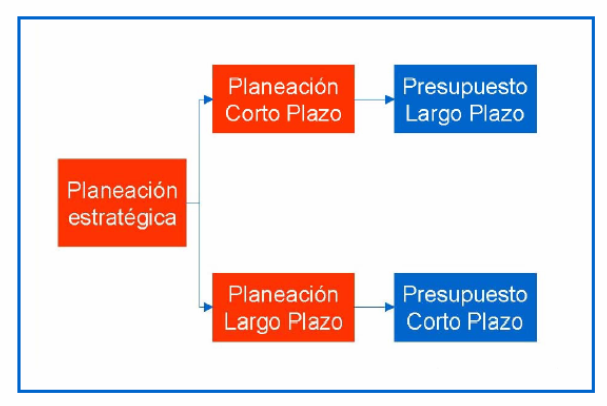 Planeación
estratégica
Planeación
Corto Plazo
Presupuesto
Largo Plazo
Planeación
Largo Plazo
Presupuesto
Corto Plazo